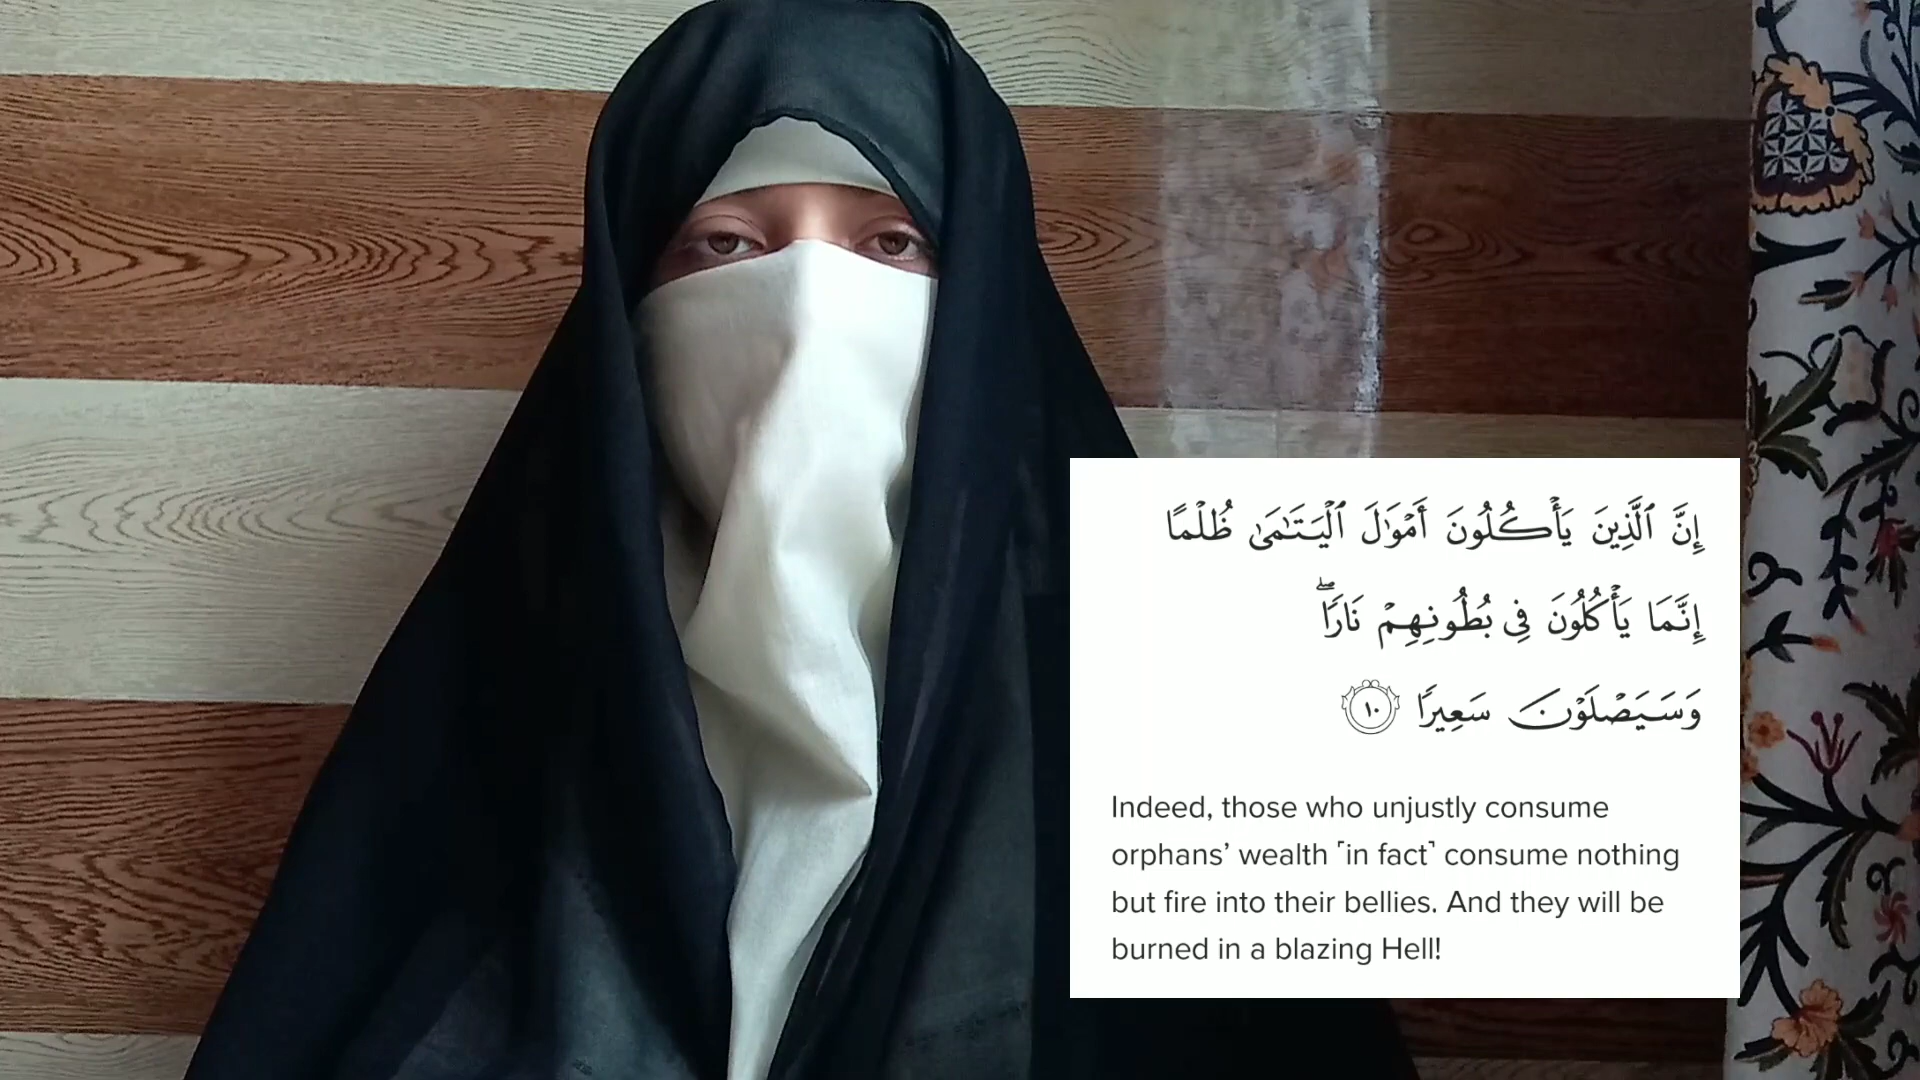 إِنَّ ٱلَّذِينَ يَأْكُلُونَ أَمْوَٰلَ ٱلْيَتَـٰمَىٰ ظُلْمًا
إِنَّمَا يَأْكُلُونَ فِى بُطُونِهِمْ نَارًا ۖ
وَسَيَصْلَوْنَ سَعِيرًا ١٠
Indeed, those who unjustly consume
orphans’ wealth ˹in fact˺ consume nothing
but fire into their bellies. And they will be
burned in a blazing Hell!